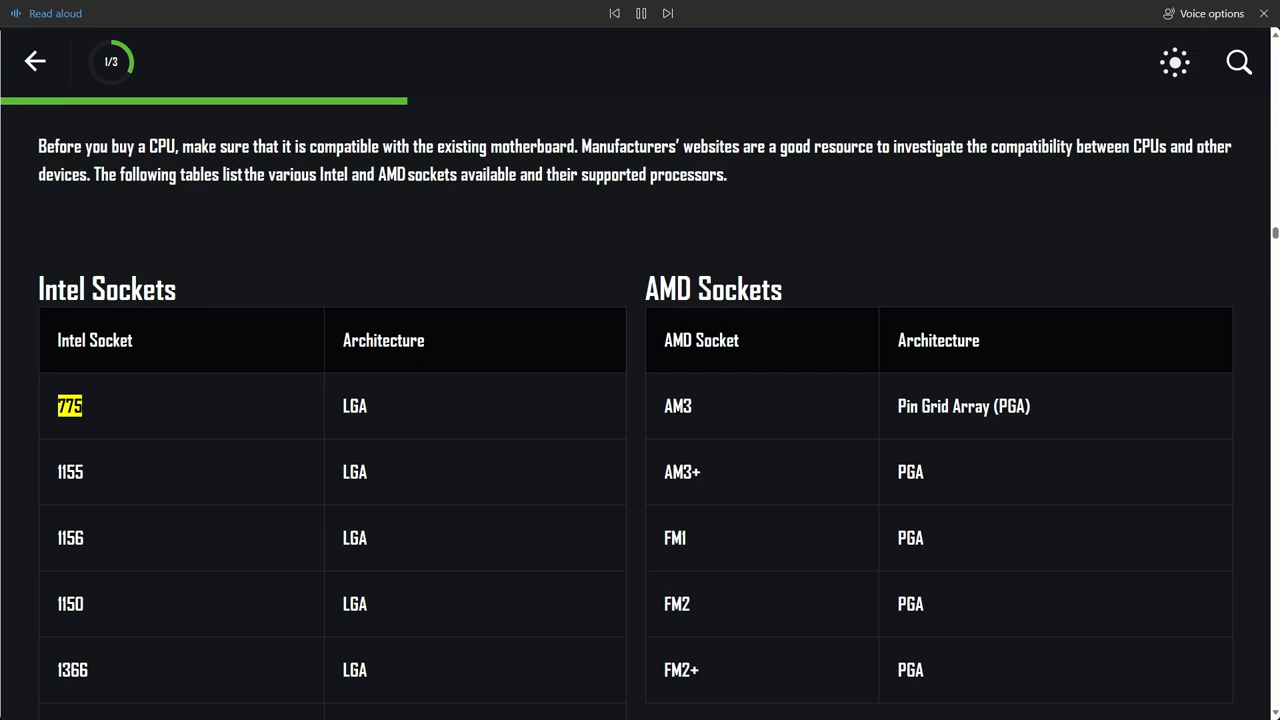 Read aloud
Voice options
1/3
Before you buy a CPU, make sure that it is compatible with the existing motherboard. Manufacturers’ websites are a good resource to investigate the compatibility between CPUs and other
devices. The following tables list the various Intel and AMD sockets available and their supported processors.
Intel Sockets
Intel Socket Architecture
775 LGA
1155 LGA
1156 LGA
1150 LGA
1366 LGA
AMD Sockets
AMD Socket Architecture
AM3 Pin Grid Array (PGA)
AM3+ PGA
FM1 PGA
FM2 PGA
FM2+ PGA